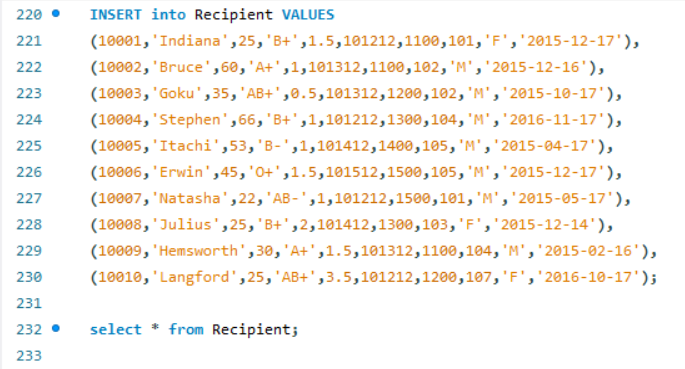 220 INSERT into Recipient VALUES
221 (10001,'Indiana',25,'B+',1.5,101212,1100,101,'F','2015-12-17'),
222 (10002,'Bruce',60,'A+',1,101312,1100,102,'M','2015-12-16'),
223 (10003,'Goku',35,'AB+',0.5,101312,1200,102,'M','2015-10-17'),
224 (10004,'Stephen',66,'B+',1,101212,1300,104,'M','2016-11-17'),
225 (10005,'Itachi',53,'B-',1,101412,1400,105,'M','2015-04-17'),
226 (10006,'Erwin',45,'O+',1.5,101512,1500,105,'M','2015-12-17'),
227 (10007,'Natasha',22,'AB-',1,101212,1500,101,'M','2015-05-17'),
228 (10008,'Julius',25,'B+',2,101412,1300,103,'F','2015-12-14'),
229 (10009,'Hemsworth',30,'A+',1.5,101312,1100,104,'M','2015-02-16'),
230 (10010,'Langford',25,'AB+',3.5,101212,1200,107,'F','2016-10-17');
231
232 select * from Recipient;
233